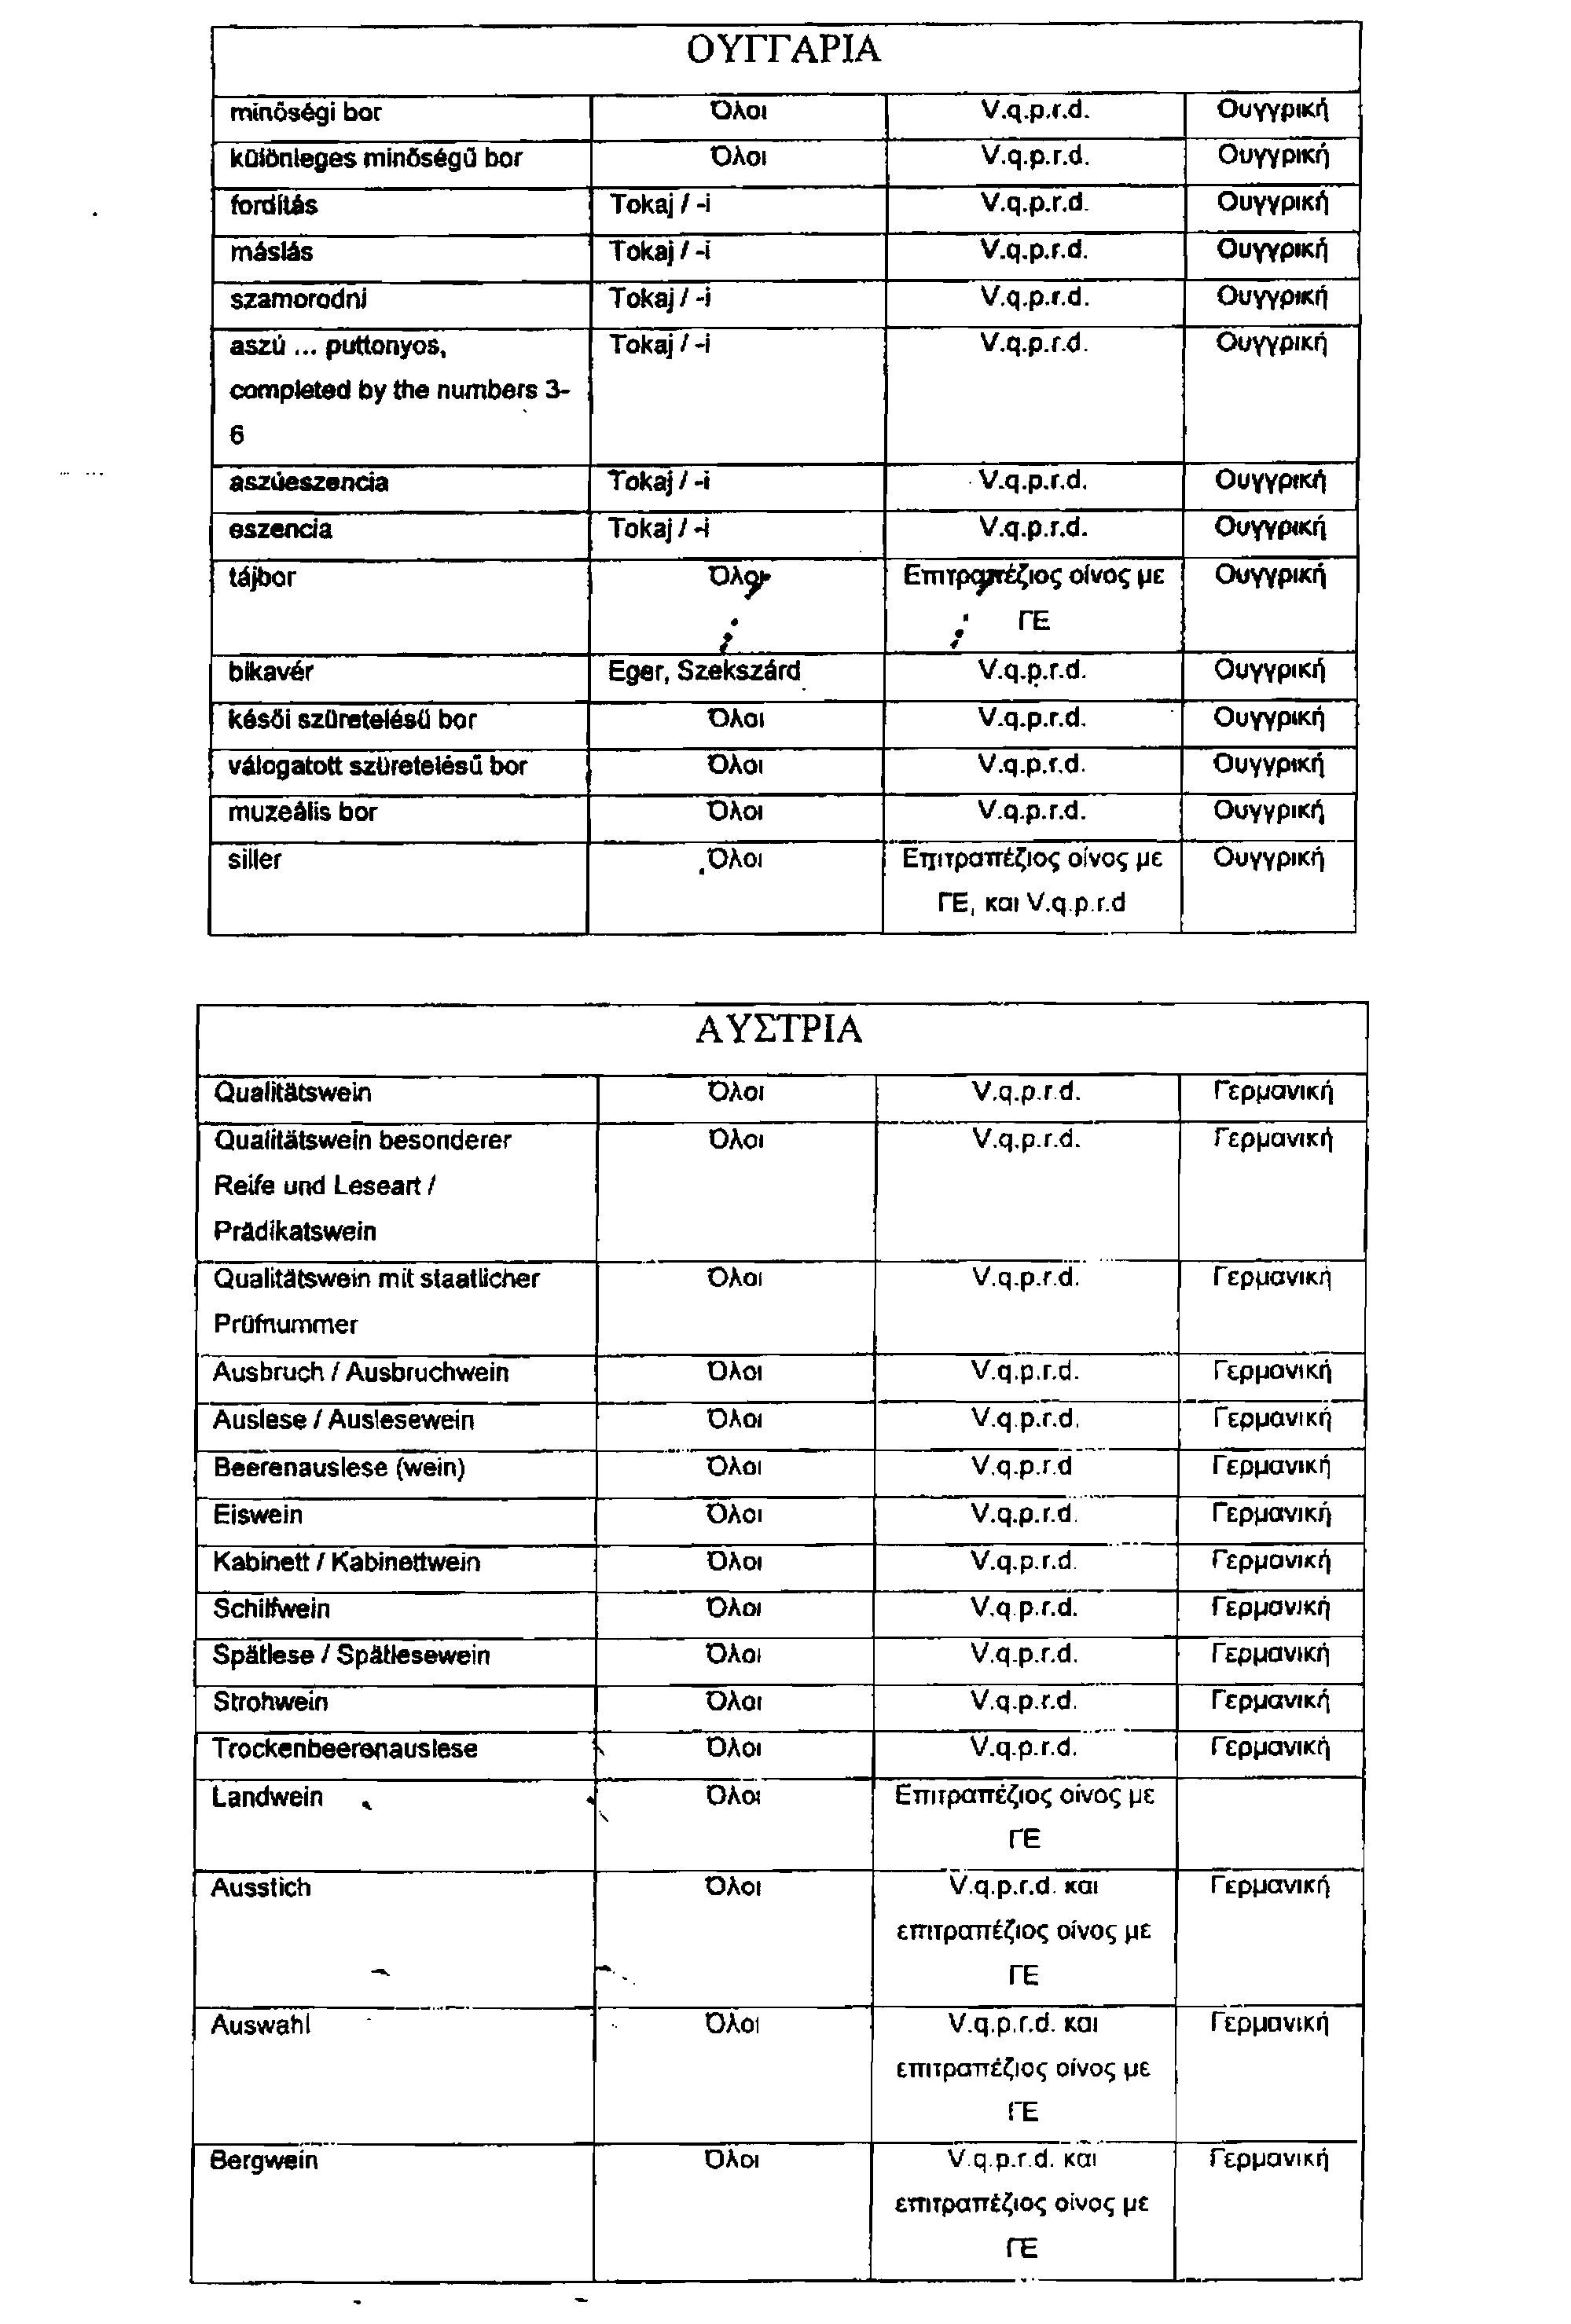 ΟΥΓΓΑΡΙΑ
minőségi bor Όλοι V.q.p.r.d. Ουγγρική
különleges minőségű bor Όλοι V.q.p.r.d. Ουγγρική
fordítás Tokaj / -i V.q.p.r.d. Ουγγρική
máslás Tokaj / -i V.q.p.r.d. Ουγγρική
szamorodni Tokaj / -i V.q.p.r.d. Ουγγρική
aszú ... puttonyos, Tokaj / -i V.q.p.r.d. Ουγγρική
completed by the numbers 3-
6
aszúeszencia Tokaj / -i V.q.p.r.d. Ουγγρική
eszencia Tokaj / -i V.q.p.r.d. Ουγγρική
tájbor Όλοι Επιτραπέζιος οίνος με Ουγγρική
ΓΕ
bikavér Eger, Szekszárd V.q.p.r.d. Ουγγρική
késői szüretelésű bor Όλοι V.q.p.r.d. Ουγγρική
válogatott szüretelésű bor Όλοι V.q.p.r.d. Ουγγρική
muzeális bor Όλοι V.q.p.r.d. Ουγγρική
siller Όλοι Επιτραπέζιος οίνος με Ουγγρική
ΓΕ, και V.q.p.r.d
ΑΥΣΤΡΙΑ
Qualitätswein Όλοι V.q.p.r.d. Γερμανική
Qualitätswein besonderer Όλοι V.q.p.r.d. Γερμανική
Reife und Leseart /
Prädikatswein
Qualitätswein mit staatlicher Όλοι V.q.p.r.d. Γερμανική
Prüfnummer
Ausbruch / Ausbruchwein Όλοι V.q.p.r.d. Γερμανική
Auslese / Auslesewein Όλοι V.q.p.r.d. Γερμανική
Beerenauslese (wein) Όλοι V.q.p.r.d Γερμανική
Eiswein Όλοι V.q.p.r.d. Γερμανική
Kabinett / Kabinettwein Όλοι V.q.p.r.d. Γερμανική
Schilfwein Όλοι V.q.p.r.d. Γερμανική
Spätlese / Spätlesewein Όλοι V.q.p.r.d. Γερμανική
Strohwein Όλοι V.q.p.r.d. Γερμανική
Trockenbeerenauslese Όλοι V.q.p.r.d. Γερμανική
Landwein Όλοι Επιτραπέζιος οίνος με
ΓΕ
Ausstich Όλοι V.q.p.r.d. και Γερμανική
επιτραπέζιος οίνος με
ΓΕ
Auswahl Όλοι V.q.p.r.d. και Γερμανική
επιτραπέζιος οίνος με
ΓΕ
Bergwein Όλοι V.q.p.r.d. και Γερμανική
επιτραπέζιος οίνος με
ΓΕ